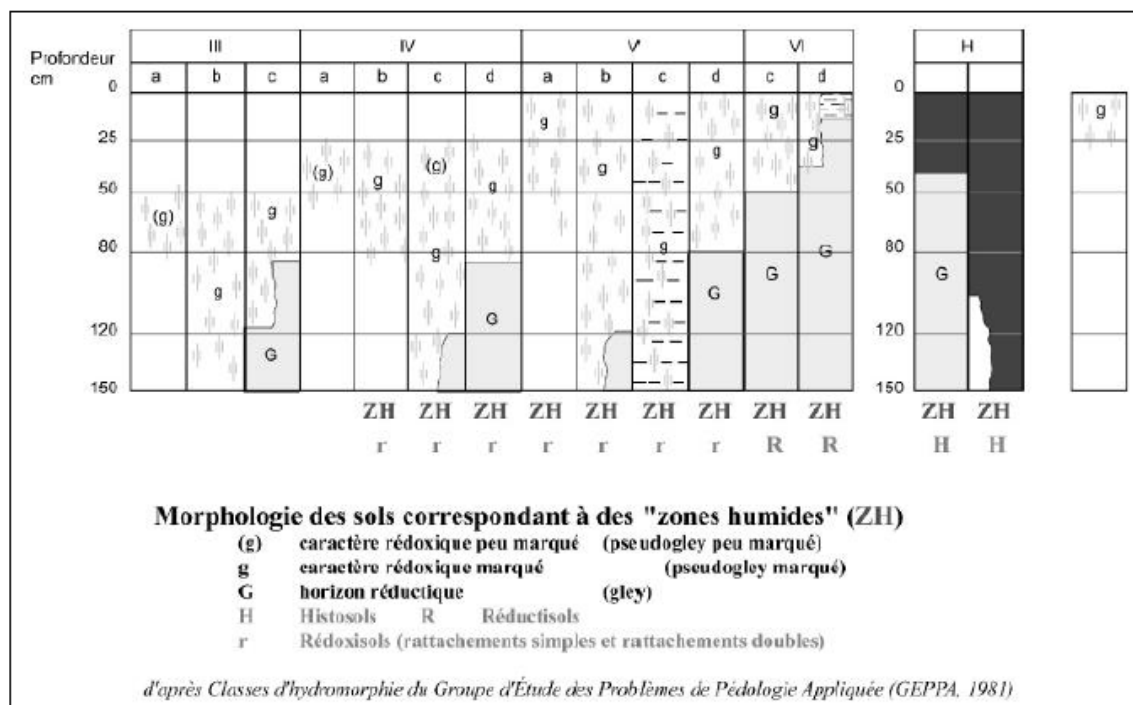 III IV V VI H
Profondeur
cm
a b c a b c d a b c d c d
0 0
g g g g
25 25
(g) (g) g g g g
50 50
(g) g g
80 g g 80
g G G G G G
120 120
G
150 150
ZH ZH ZH ZH ZH ZH ZH ZH ZH ZH ZH
r r r r r r r R R H H
Morphologie des sols correspondant à des "zones humides" (ZH)
(g) caractère rédoxique peu marqué (pseudogley peu marqué)
g caractère rédoxique marqué (pseudogley marqué)
G horizon réductique (gley)
H Histosols R Réductisols
r Rédoxisols (rattachements simples et rattachements doubles)
d'après Classes d'hydromorphie du Groupe d'Étude des Problèmes de Pédologie Appliquée (GEPPA, 1981)